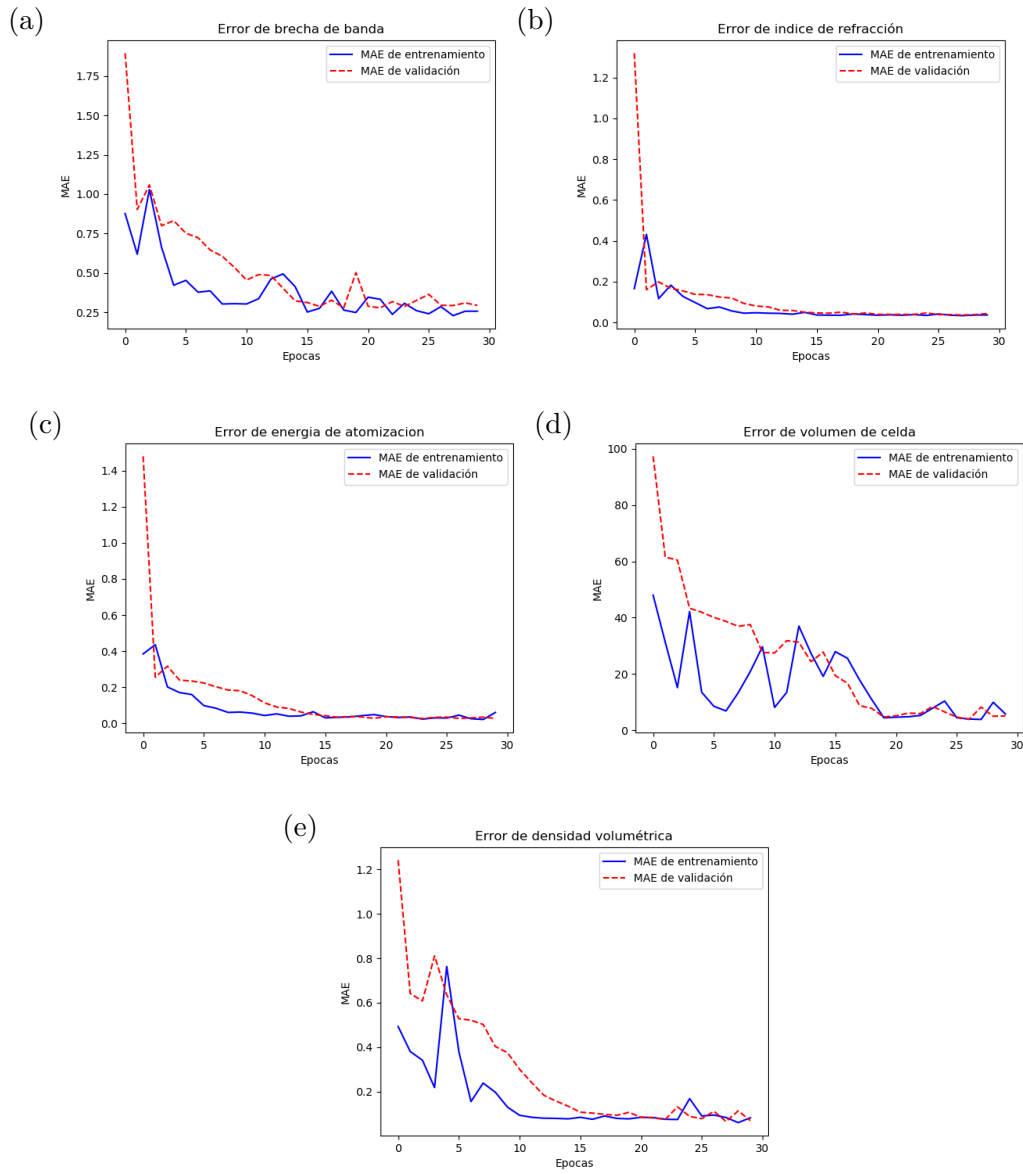 (a)
Error de brecha de banda
MAE de entrenamiento
MAE de validación
1.75
1.50
1.25
1.00
0.75
0.50
0.25
MAE
0 5 10 15 20 25 30
Epocas
(b)
Error de indice de refracción
MAE de entrenamiento
MAE de validación
1.2
1.0
0.8
0.6
0.4
0.2
0.0
MAE
0 5 10 15 20 25 30
Epocas
(c)
Error de energia de atomizacion
MAE de entrenamiento
MAE de validación
1.4
1.2
1.0
0.8
0.6
0.4
0.2
0.0
MAE
0 5 10 15 20 25 30
Epocas
(d)
Error de volumen de celda
MAE de entrenamiento
MAE de validación
100
80
60
40
20
0
MAE
0 5 10 15 20 25 30
Epocas
(e)
Error de densidad volumétrica
MAE de entrenamiento
MAE de validación
1.2
1.0
0.8
0.6
0.4
0.2
MAE
0 5 10 15 20 25 30
Epocas